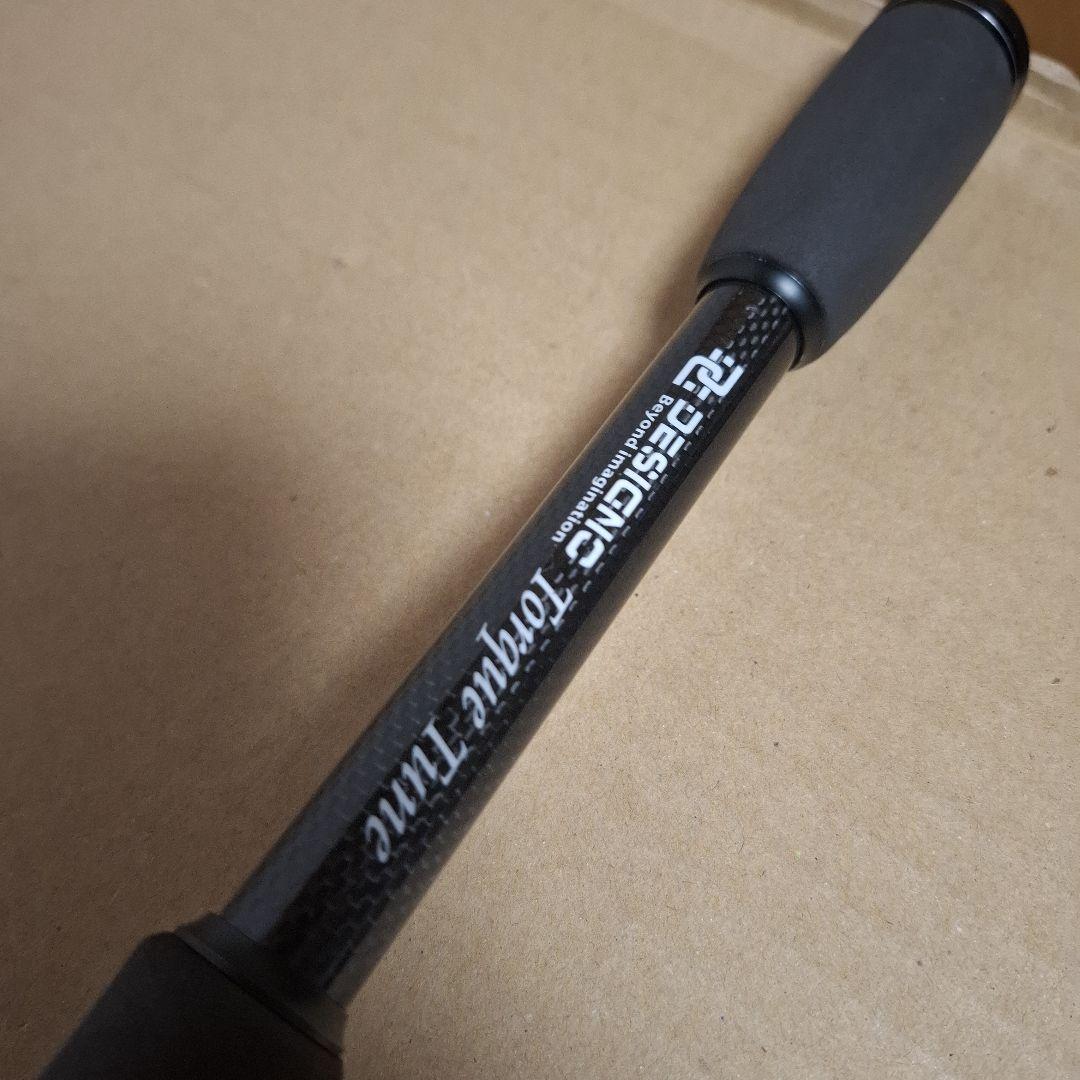 DESIGNO
Beyond imagination
Torque Tune